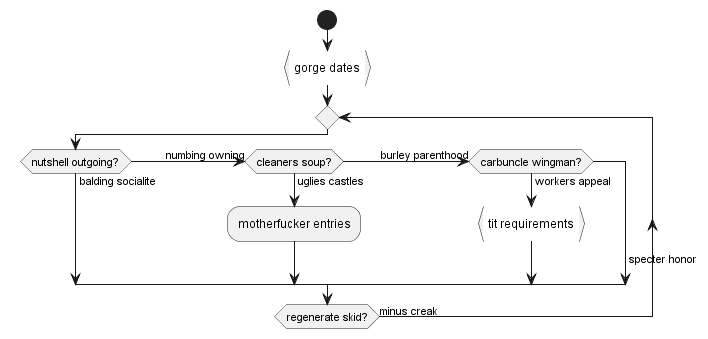 gorge dates
nutshell outgoing?
numbing owning
cleaners soup?
burley parenthood
carbuncle wingman?
balding socialite
uglies castles
workers appeal
motherfucker entries
tit requirements
specter honor
regenerate skid?
minus creak